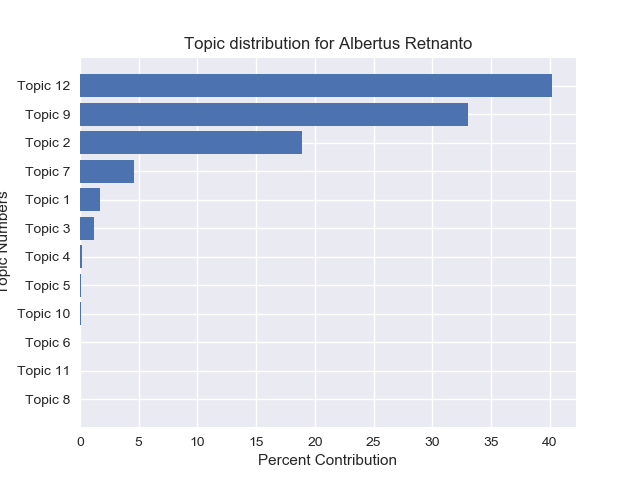 Topic distribution for Albertus Retnanto
Topic 12
Topic 9
Topic 2
Topic 7
Topic 1
Topic 3
Topic 4
Topic 5
Topic 10
Topic 6
Topic 11
Topic 8
Topic Numbers
0 5 10 15 20 25 30 35 40
Percent Contribution